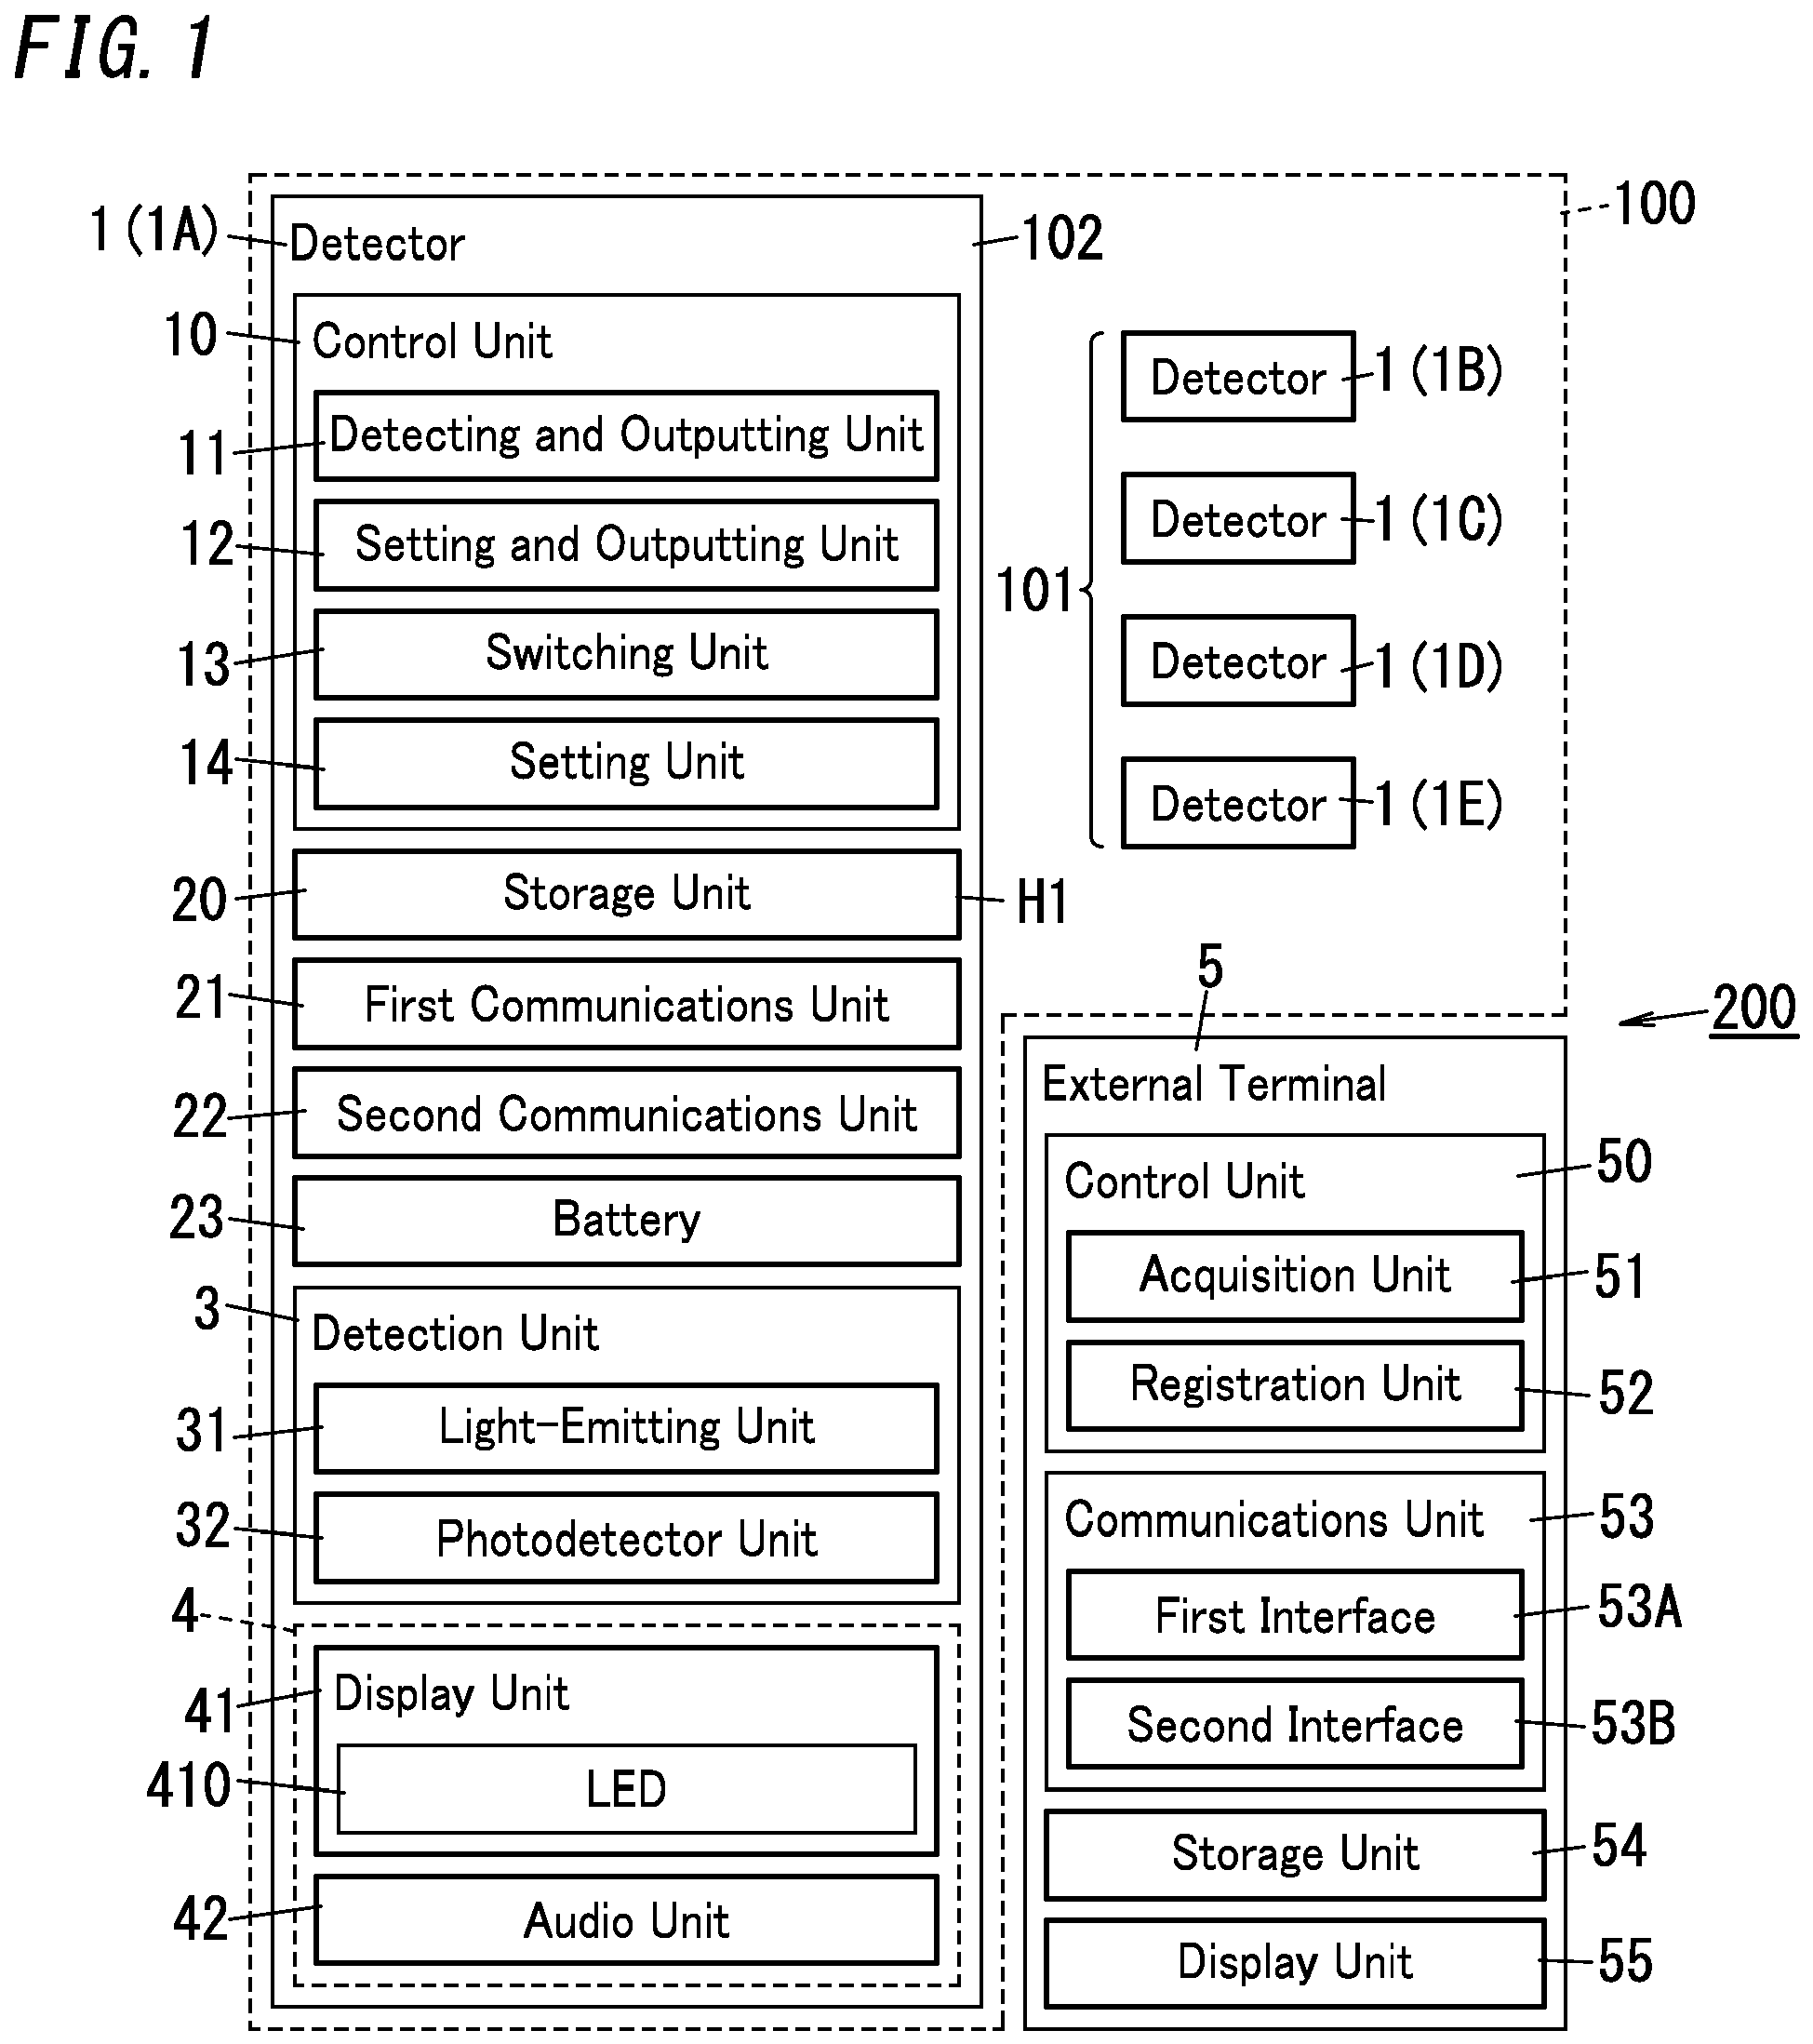 FIG. 1
100
1(1A)
Detector
102
10
Control Unit
11
Detecting and Outputting Unit
12
Setting and Outputting Unit
13
Switching Unit
14
Setting Unit
101
Detector
1(1B)
Detector
1(1C)
Detector
1(1D)
Detector
1(1E)
20
Storage Unit
H1
21
First Communications Unit
22
Second Communications Unit
23
Battery
3
Detection Unit
31
Light-Emitting Unit
32
Photodetector Unit
4
41
Display Unit
410
LED
42
Audio Unit
200
5
External Terminal
Control Unit
50
Acquisition Unit
51
Registration Unit
52
Communications Unit
53
First Interface
53A
Second Interface
53B
Storage Unit
54
Display Unit
55